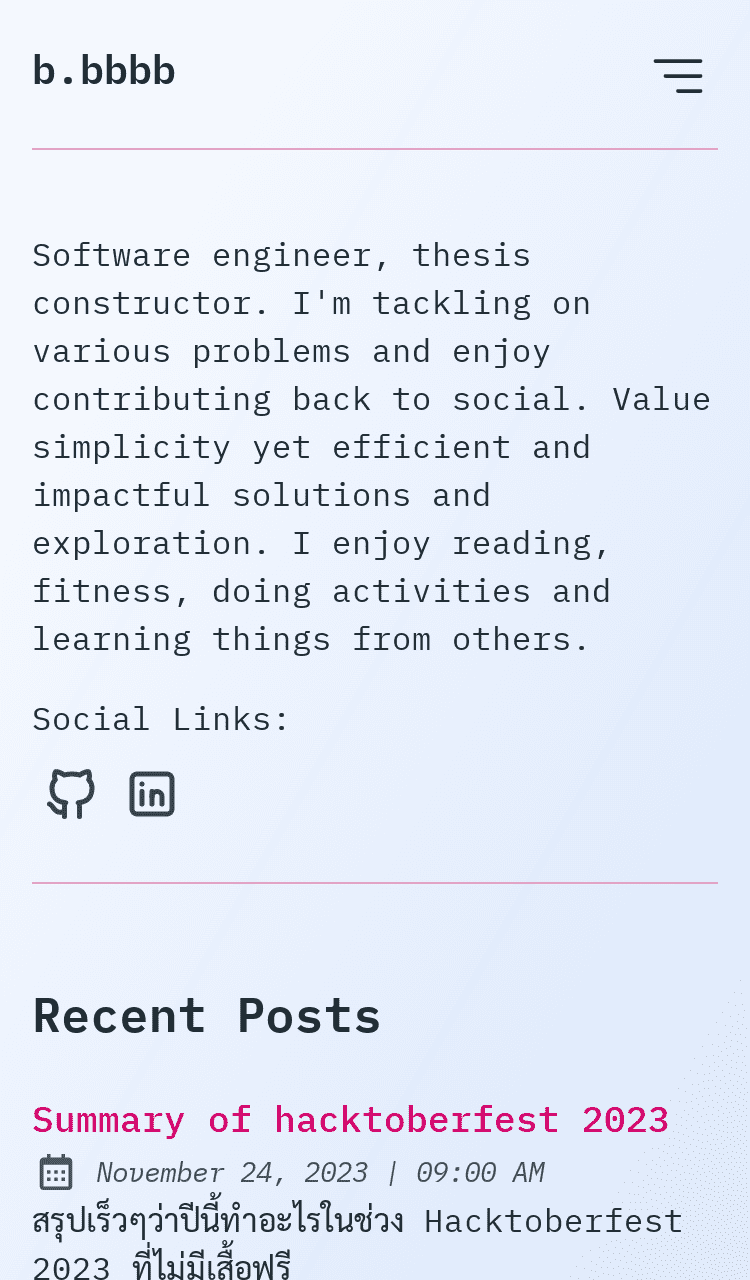 b.bbbb
Software engineer, thesis
constructor. I'm tackling on
various problems and enjoy
contributing back to social. Value
simplicity yet efficient and
impactful solutions and
exploration. I enjoy reading,
fitness, doing activities and
learning things from others.
Social Links:
in
Recent Posts
Summary of hacktoberfest 2023
November 24, 2023 | 09:00 AM
สรุปเร็วๆว่าปีนี้ทำอะไรในช่วง Hacktoberfest
2023 ที่ไม่มีเสื้อฟรี